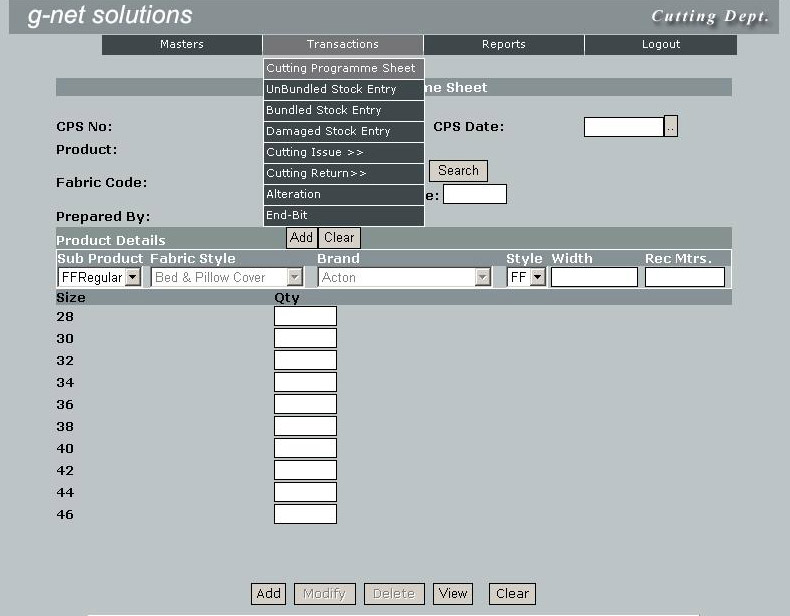 g-net solutions
Cutting Dept.
Masters Transactions Reports Logout
Cutting Programme Sheet
UnBundled Stock Entry
Bundled Stock Entry
Damaged Stock Entry
Cutting Issue >>
Cutting Return>>
Alteration
End-Bit
me Sheet
CPS No: CPS Date: ..
Product:
Fabric Code: Search
e:
Prepared By:
Product Details Add Clear
Sub Product Fabric Style Brand Style Width Rec Mtrs.
FFRegular Bed & Pillow Cover Acton FF
Size Qty
28
30
32
34
36
38
40
42
44
46
Add Modify Delete View Clear